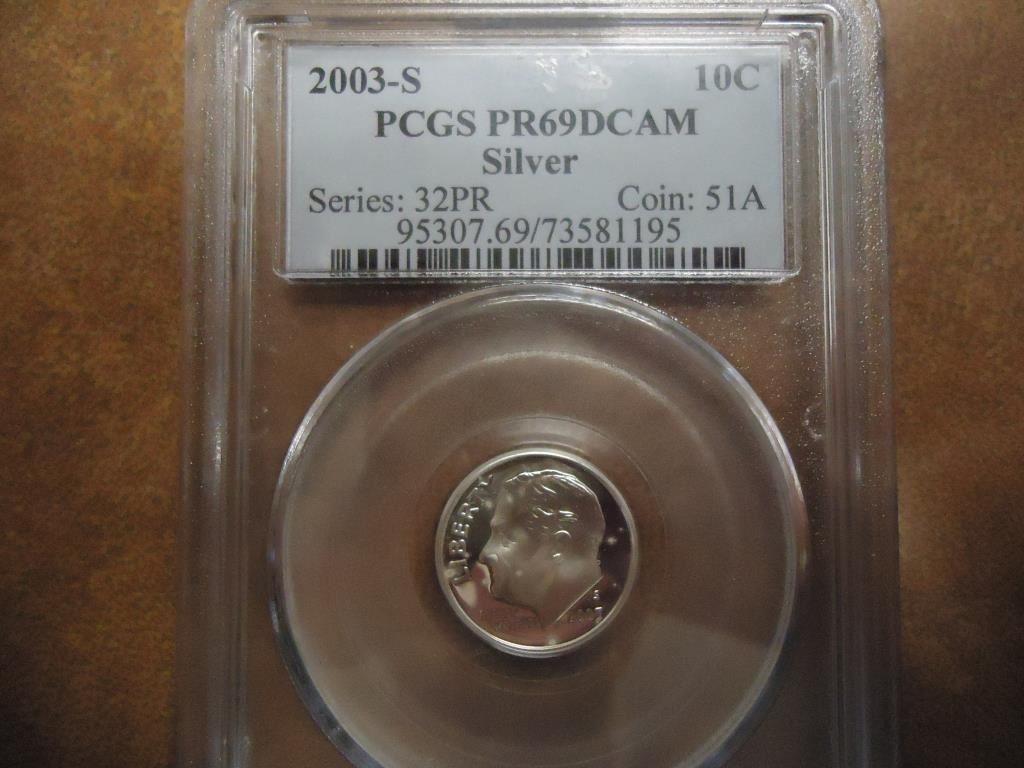 2003-S 10C
PCGS PR69DCAM
Silver
Series: 32PR Coin: 51A
95307.69/73581195
LIBERTY
S